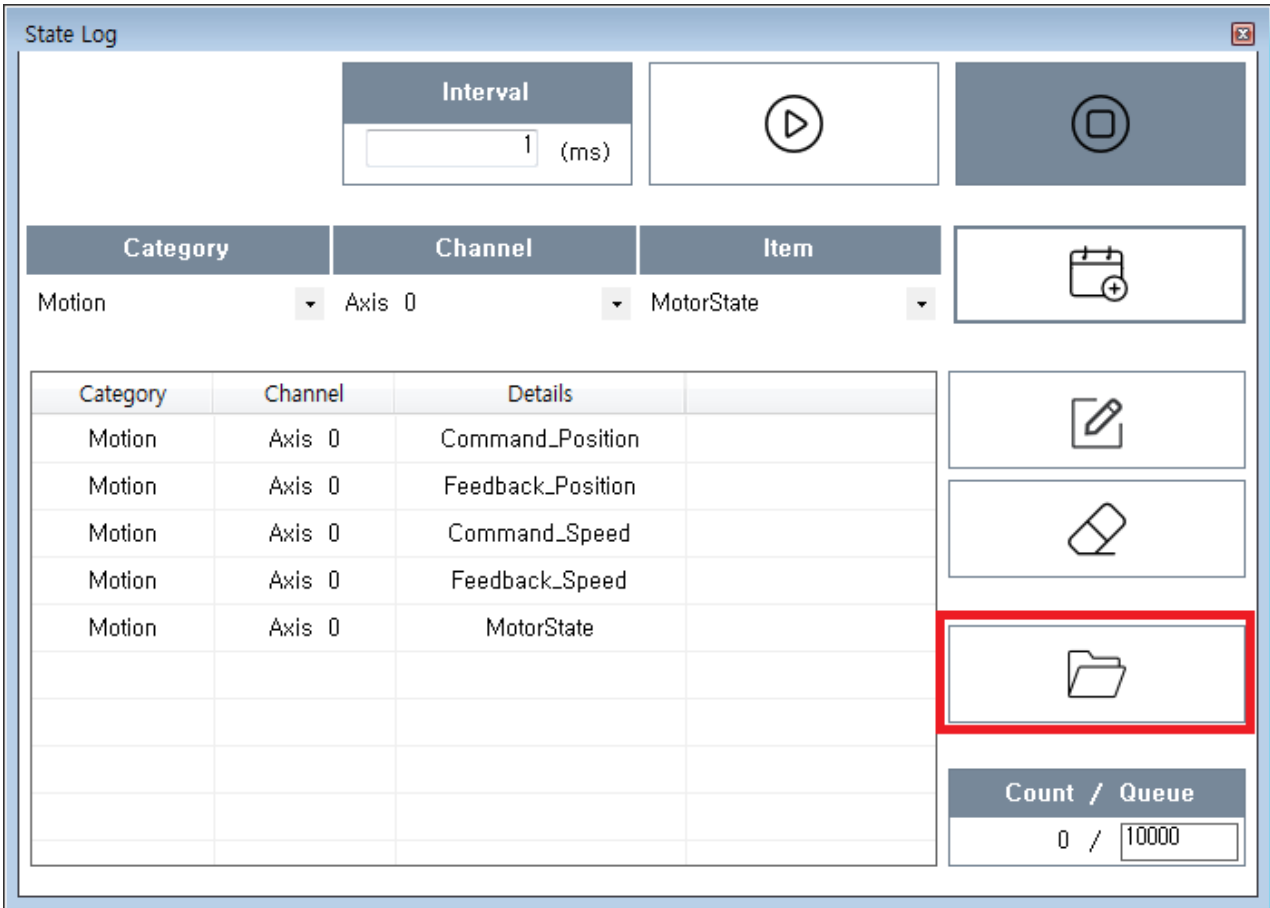 State Log
Interval
1 (ms)
Category Channel Item
Motion Axis 0 MotorState
Category Channel Details
Motion Axis 0 Command_Position
Motion Axis 0 Feedback_Position
Motion Axis 0 Command_Speed
Motion Axis 0 Feedback_Speed
Motion Axis 0 MotorState
Count / Queue
0 / 10000